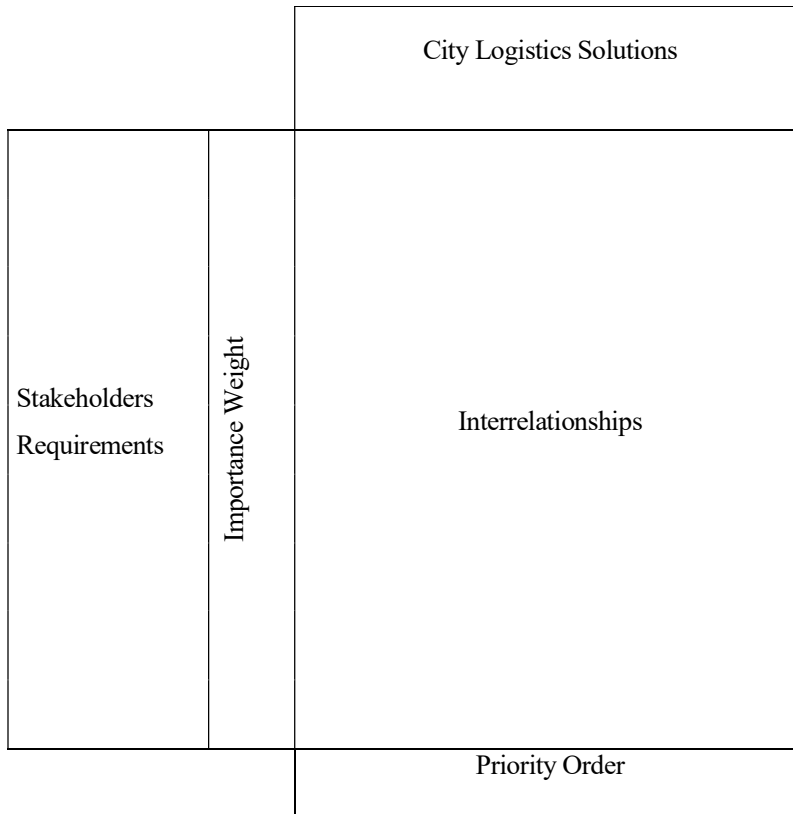 City Logistics Solutions
Stakeholders
Requirements
Importance Weight
Interrelationships
Priority Order